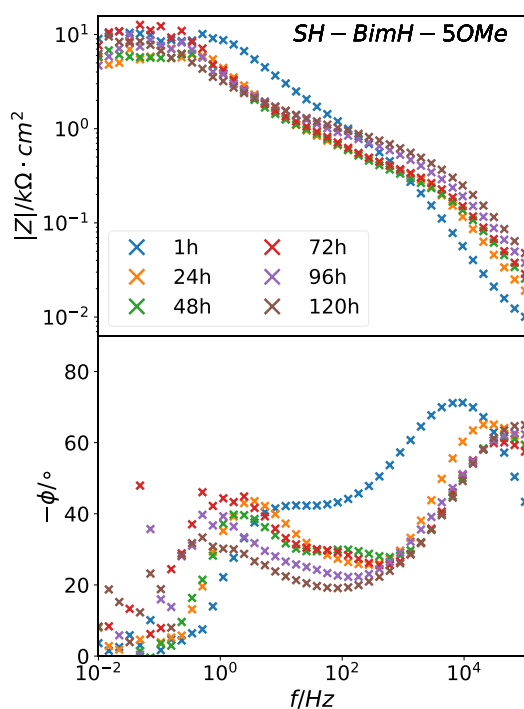 SH-BimH-5OMe
10¹
10⁰
10⁻¹
10⁻²
|Z|/kΩ · cm²
1h 72h
24h 96h
48h 120h
80
60
40
20
0
-ϕ/°
10⁻² 10⁰ 10² 10⁴
f/Hz